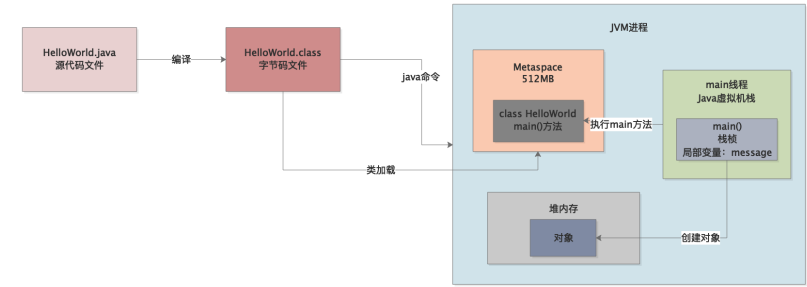 JVM进程
HelloWorld.java
源代码文件
编译
HelloWorld.class
字节码文件
java命令
类加载
Metaspace
512MB
class HelloWorld
main()方法
执行main方法
main线程
Java虚拟机栈
main()
栈桢
局部变量：message
堆内存
对象
创建对象